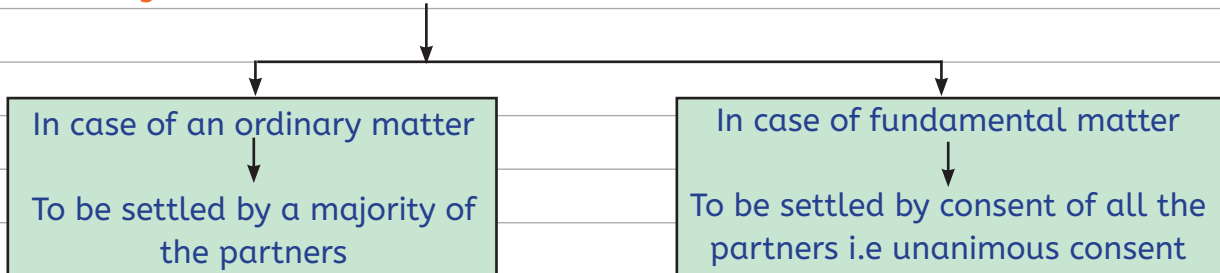 In case of an ordinary matter
To be settled by a majority of
the partners
In case of fundamental matter
To be settled by consent of all the
partners i.e unanimous consent